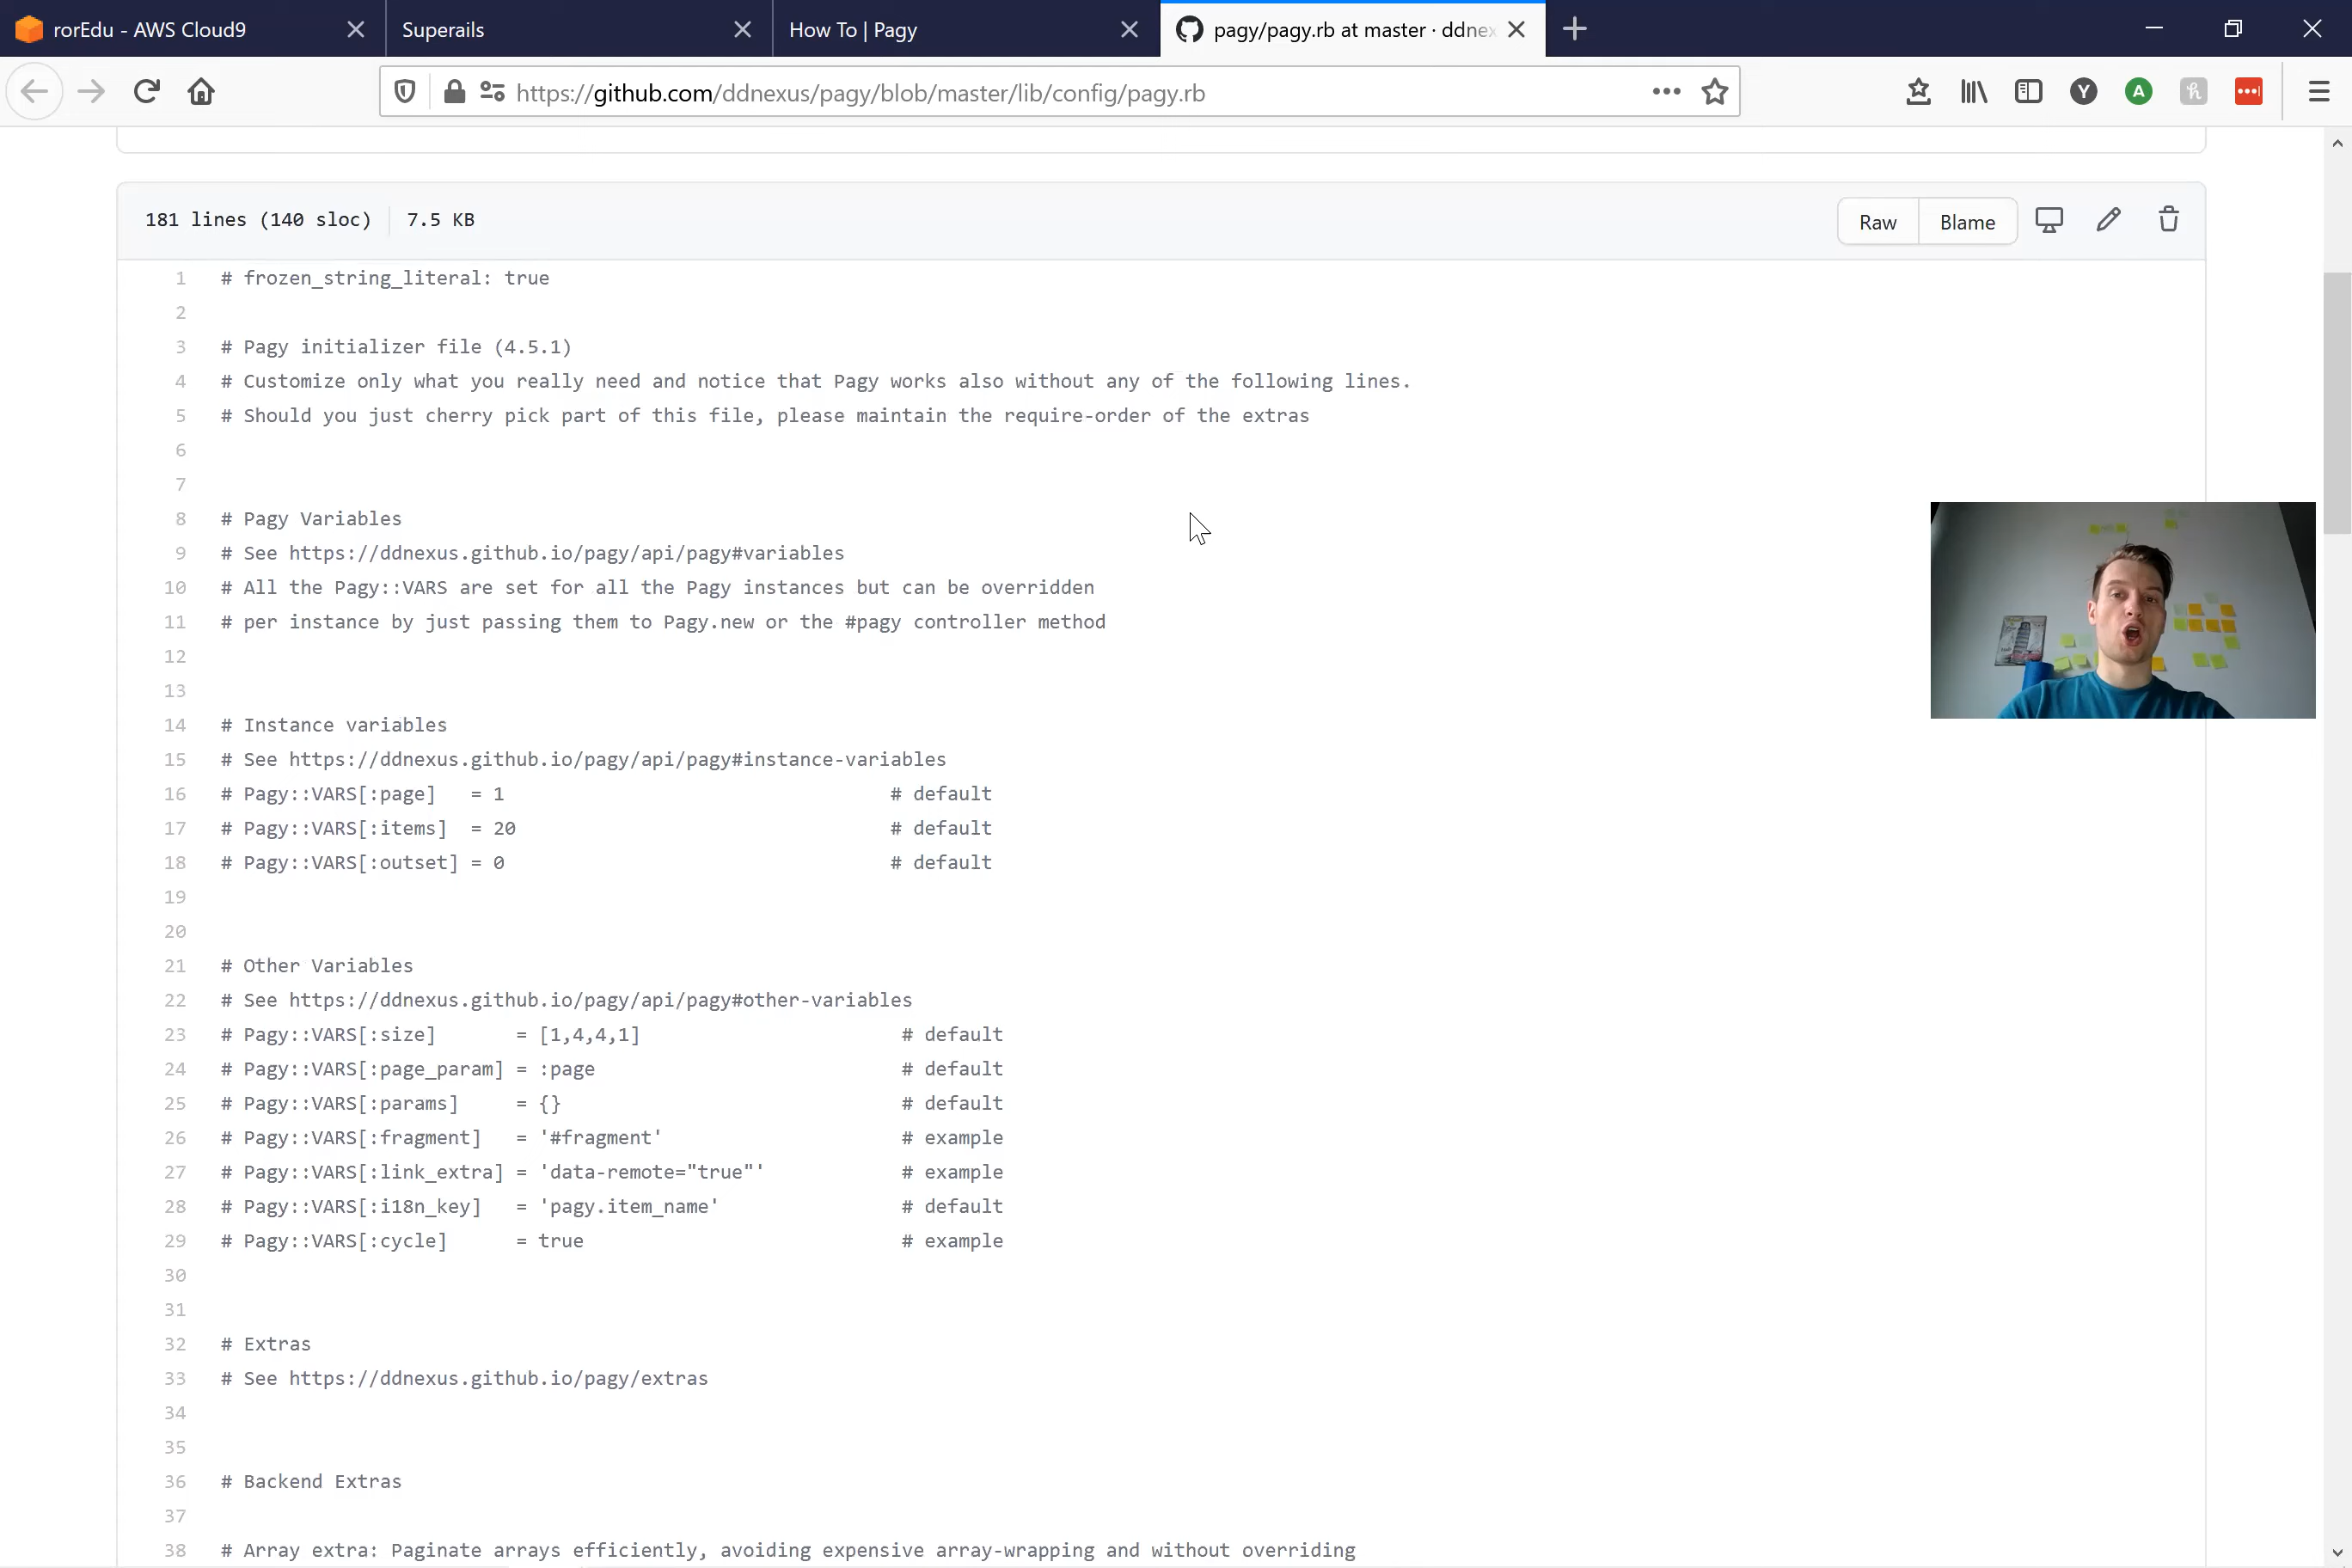 rorEdu - AWS Cloud9
Superails
How To | Pagy
pagy/pagy.rb at master · ddnex
https://github.com/ddnexus/pagy/blob/master/lib/config/pagy.rb
181 lines (140 sloc) 7.5 KB
Raw
Blame
1 # frozen_string_literal: true
2
3 # Pagy initializer file (4.5.1)
4 # Customize only what you really need and notice that Pagy works also without any of the following lines.
5 # Should you just cherry pick part of this file, please maintain the require-order of the extras
6
7
8 # Pagy Variables
9 # See https://ddnexus.github.io/pagy/api/pagy#variables
10 # All the Pagy::VARS are set for all the Pagy instances but can be overridden
11 # per instance by just passing them to Pagy.new or the #pagy controller method
12
13
14 # Instance variables
15 # See https://ddnexus.github.io/pagy/api/pagy#instance-variables
16 # Pagy::VARS[:page] = 1 # default
17 # Pagy::VARS[:items] = 20 # default
18 # Pagy::VARS[:outset] = 0 # default
19
20
21 # Other Variables
22 # See https://ddnexus.github.io/pagy/api/pagy#other-variables
23 # Pagy::VARS[:size] = [1,4,4,1] # default
24 # Pagy::VARS[:page_param] = :page # default
25 # Pagy::VARS[:params] = {} # default
26 # Pagy::VARS[:fragment] = '#fragment' # example
27 # Pagy::VARS[:link_extra] = 'data-remote="true"' # example
28 # Pagy::VARS[:i18n_key] = 'pagy.item_name' # default
29 # Pagy::VARS[:cycle] = true # example
30
31
32 # Extras
33 # See https://ddnexus.github.io/pagy/extras
34
35
36 # Backend Extras
37
38 # Array extra: Paginate arrays efficiently, avoiding expensive array-wrapping and without overriding